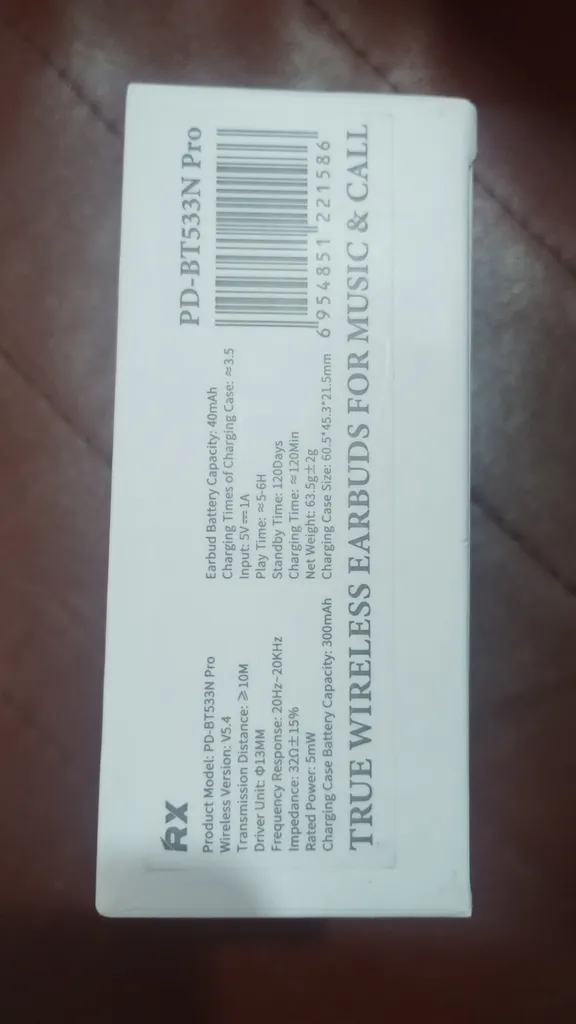 RX
Product Model: PD-BT533N Pro
Wireless Version: V5.4
Transmission Distance: ⩾10M
Driver Unit: Φ13MM
Frequency Response: 20Hz~20KHz
Impedance: 32Ω±15%
Rated Power: 5mW
Charging Case Battery Capacity: 300mAh
Earbud Battery Capacity: 40mAh
Charging Times of Charging Case: ≈3.5
Input: 5V⎓1A
Play Time: ≈5-6H
Standby Time: 120Days
Charging Time: ≈120Min
Net Weight: 63.5g±2g
Charging Case Size: 60.5*45.3*21.5mm
PD-BT533N Pro
6 954851 221586
TRUE WIRELESS EARBUDS FOR MUSIC & CALL